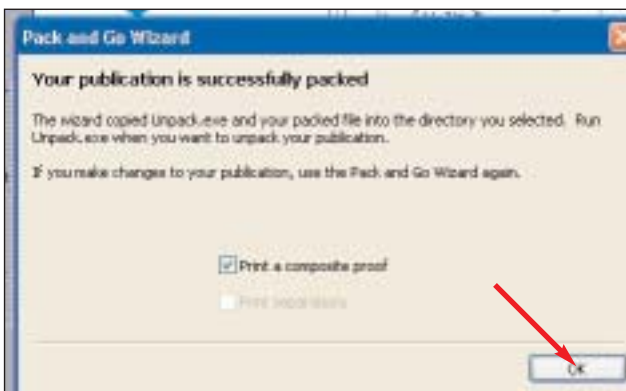 Pack and Go Wizard
Your publication is successfully packed
The wizard copied Unpack.exe and your packed file into the directory you selected. Run
Unpack.exe when you want to unpack your publication.
If you make changes to your publication, use the Pack and Go Wizard again.
Print a composite proof
Print separations
OK